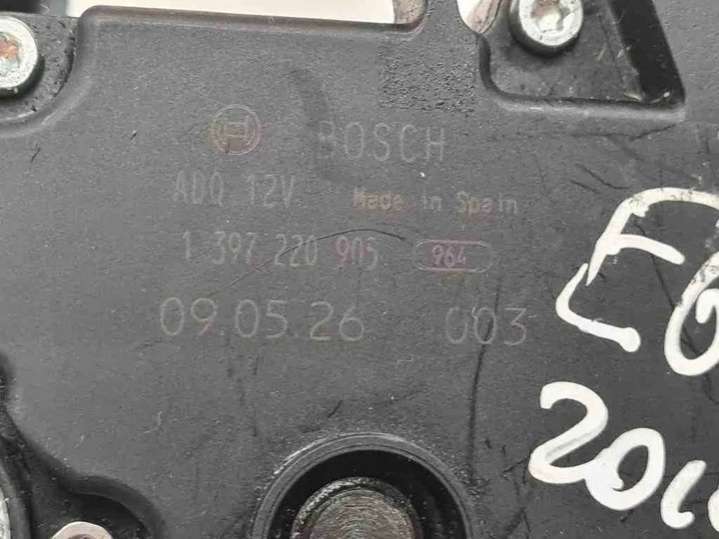 BOSCH
ADQ 12V Made in Spain
1 397 220 905 964
09.05.26 003